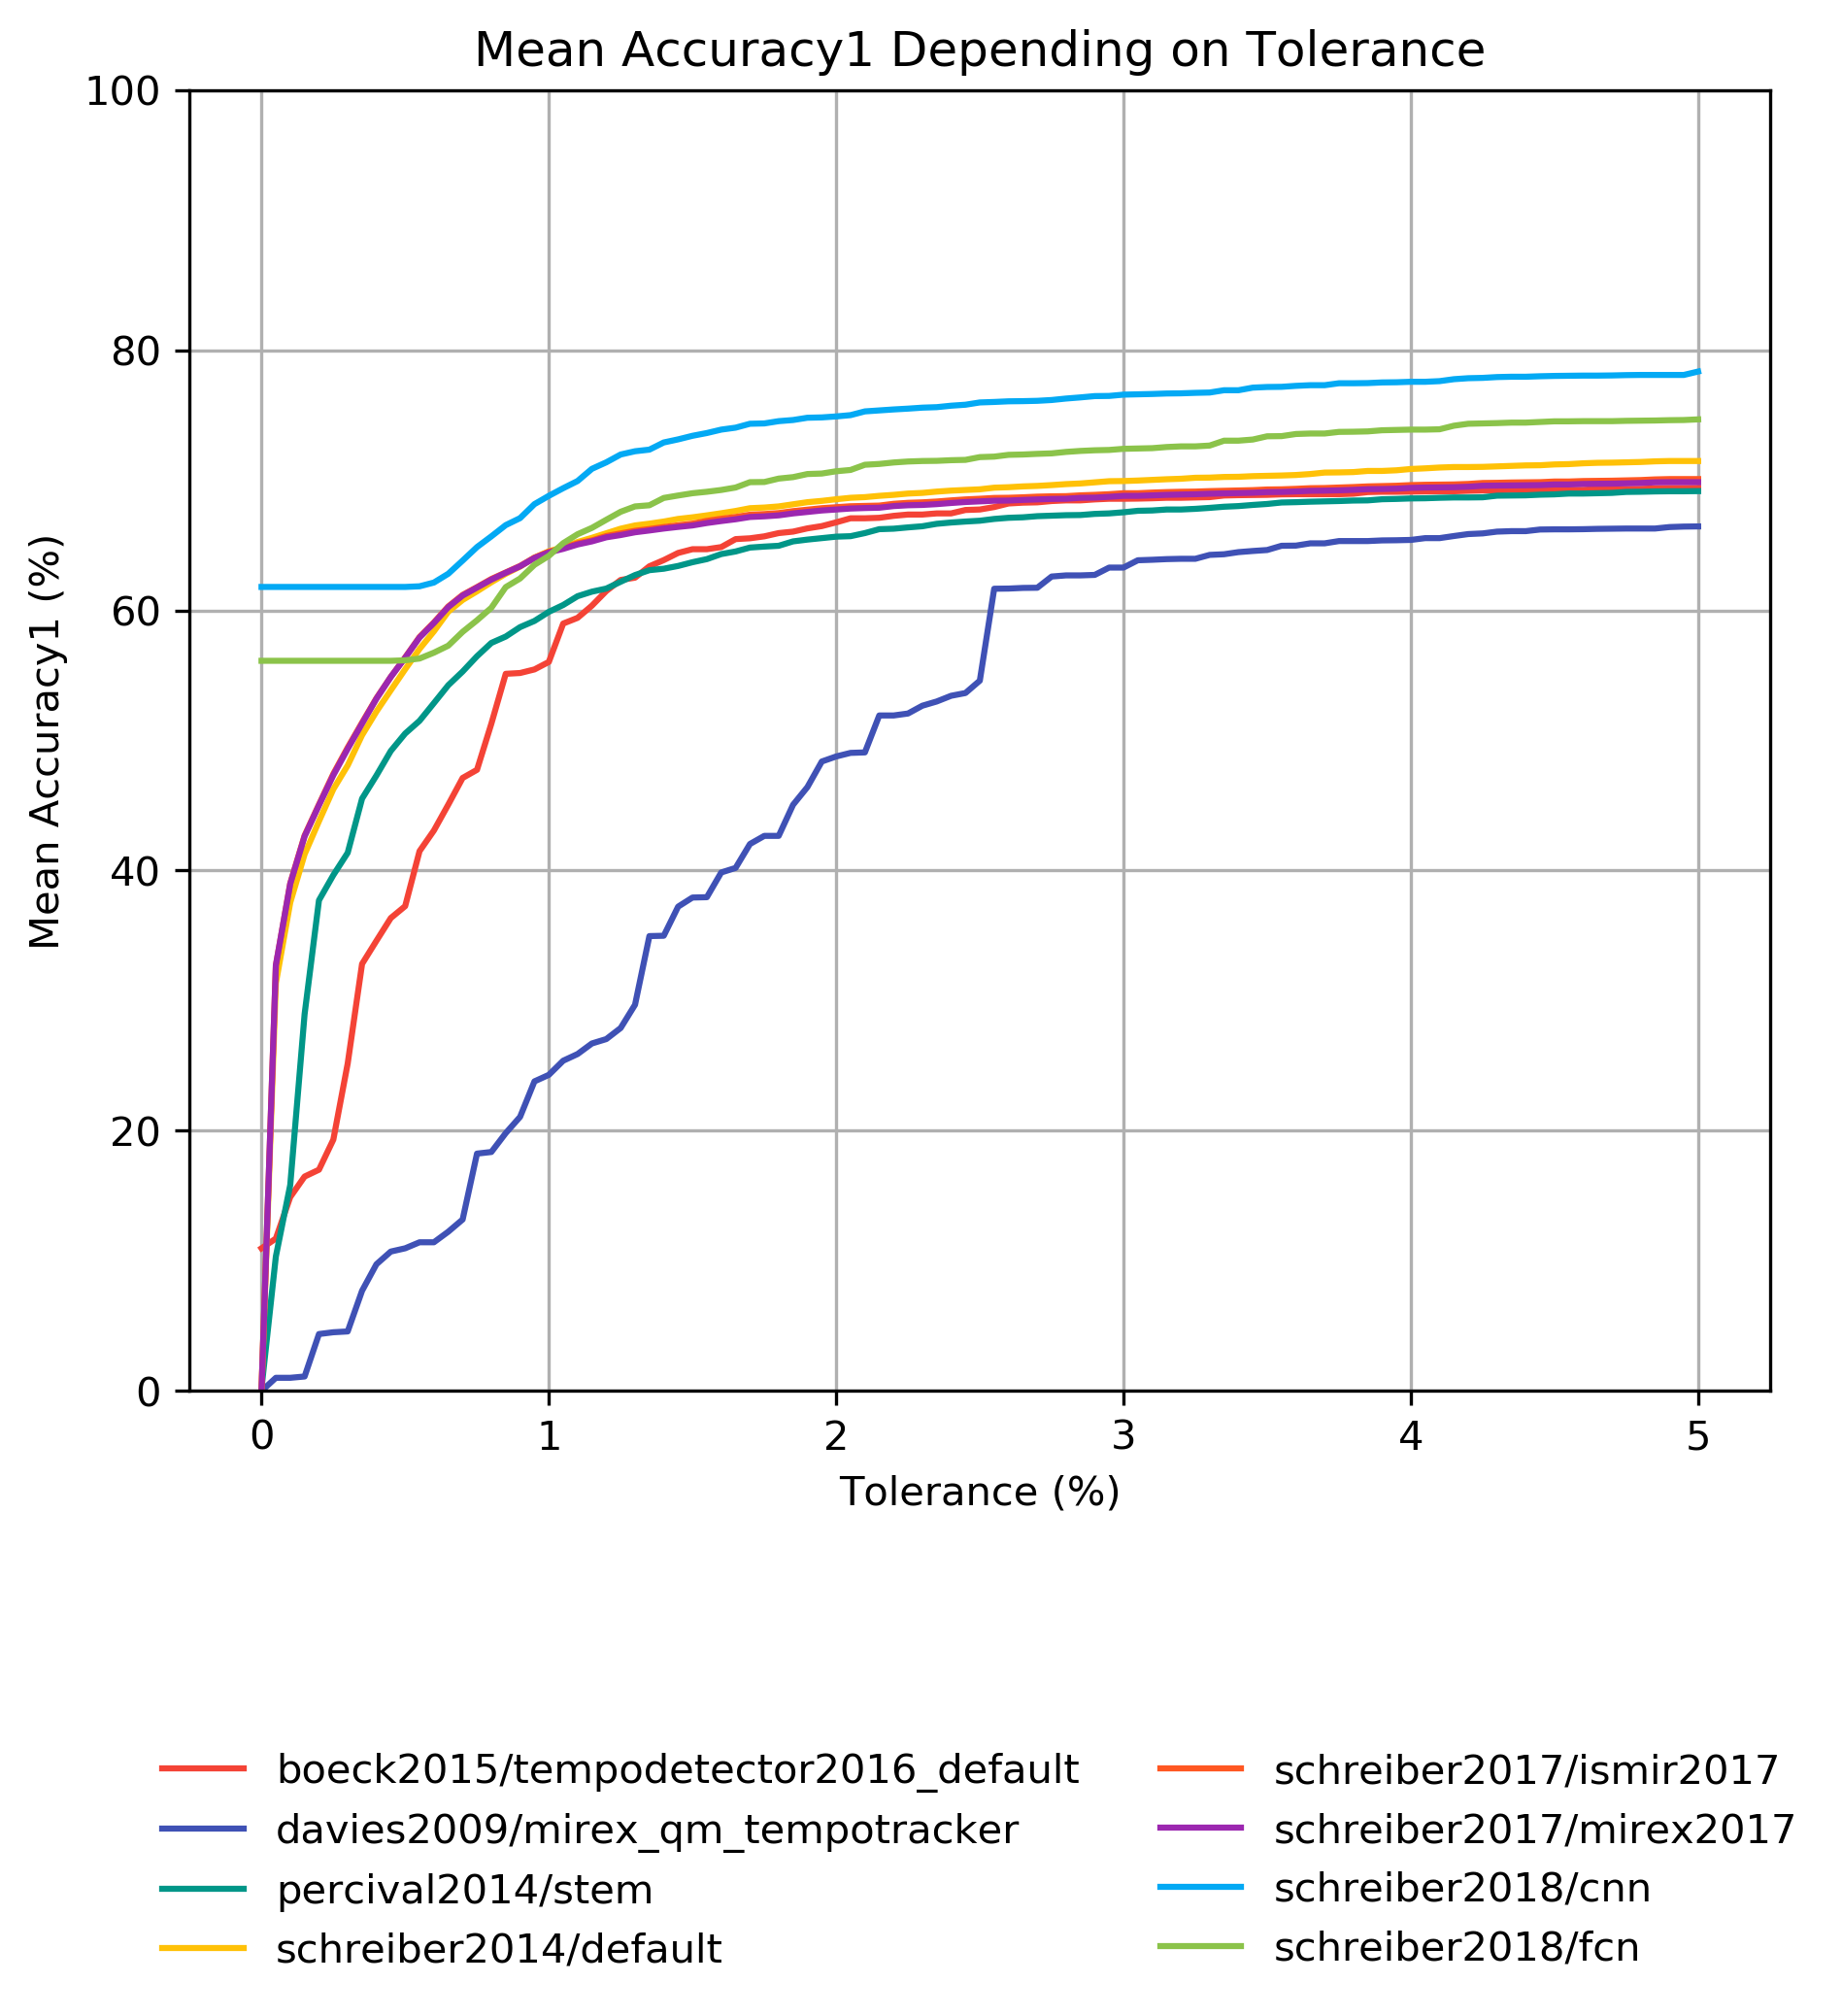 Mean Accuracy1 Depending on Tolerance
100
80
60
40
20
0
Mean Accuracy1 (%)
0 1 2 3 4 5
Tolerance (%)
boeck2015/tempodetector2016_default
davies2009/mirex_qm_tempotracker
percival2014/stem
schreiber2014/default
schreiber2017/ismir2017
schreiber2017/mirex2017
schreiber2018/cnn
schreiber2018/fcn